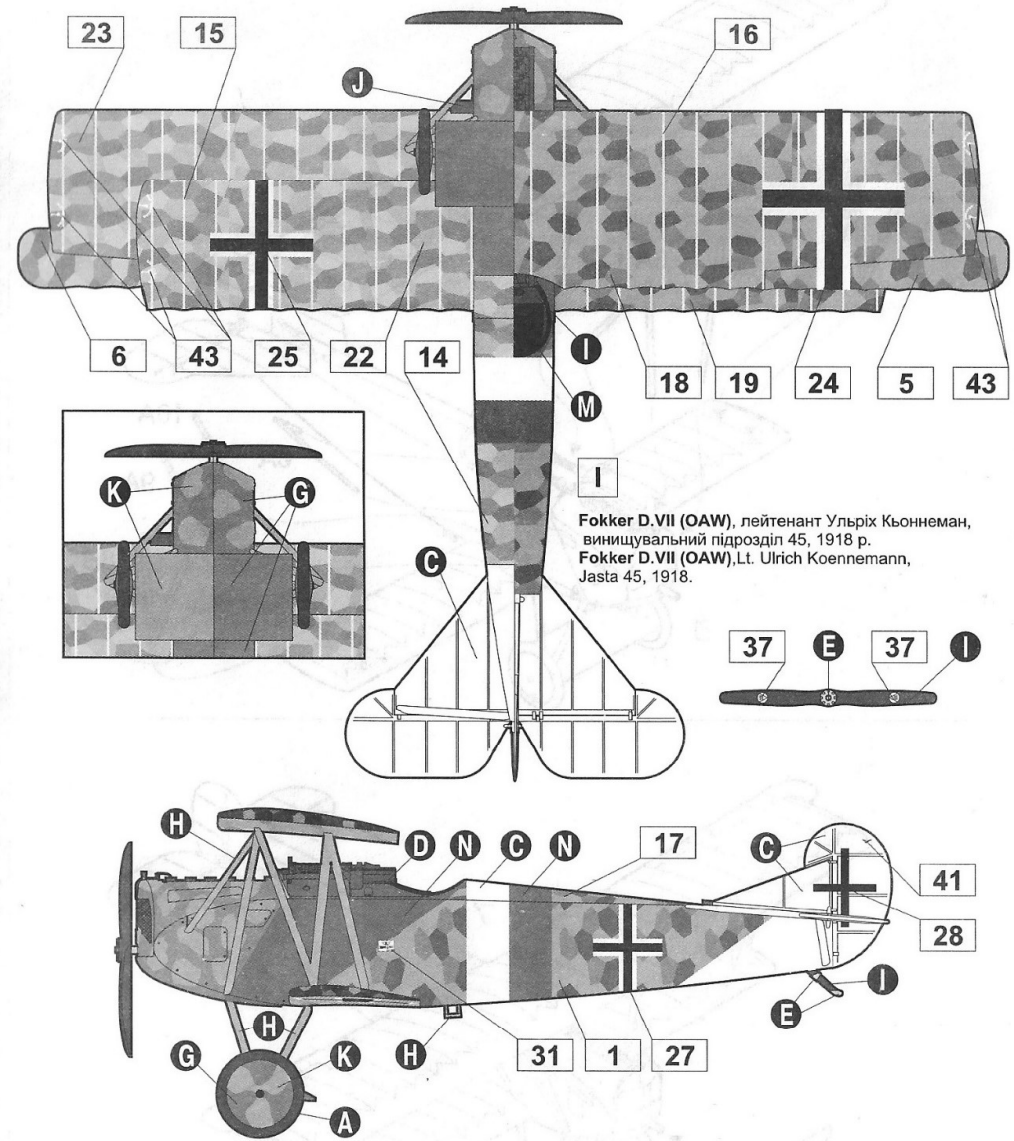 23 15 16
J
6 43 25 22 14 I 18 19 24 5 43
M
K G
I
C
Fokker D.VII (OAW), лейтенант Ульріх Кьоннеман,
винищувальний підрозділ 45, 1918 р.
Fokker D.VII (OAW),Lt. Ulrich Koennemann,
Jasta 45, 1918.
37 E 37 I
H D N C N 17 C 41
28
I
E
H H 31 1 27
G K
A